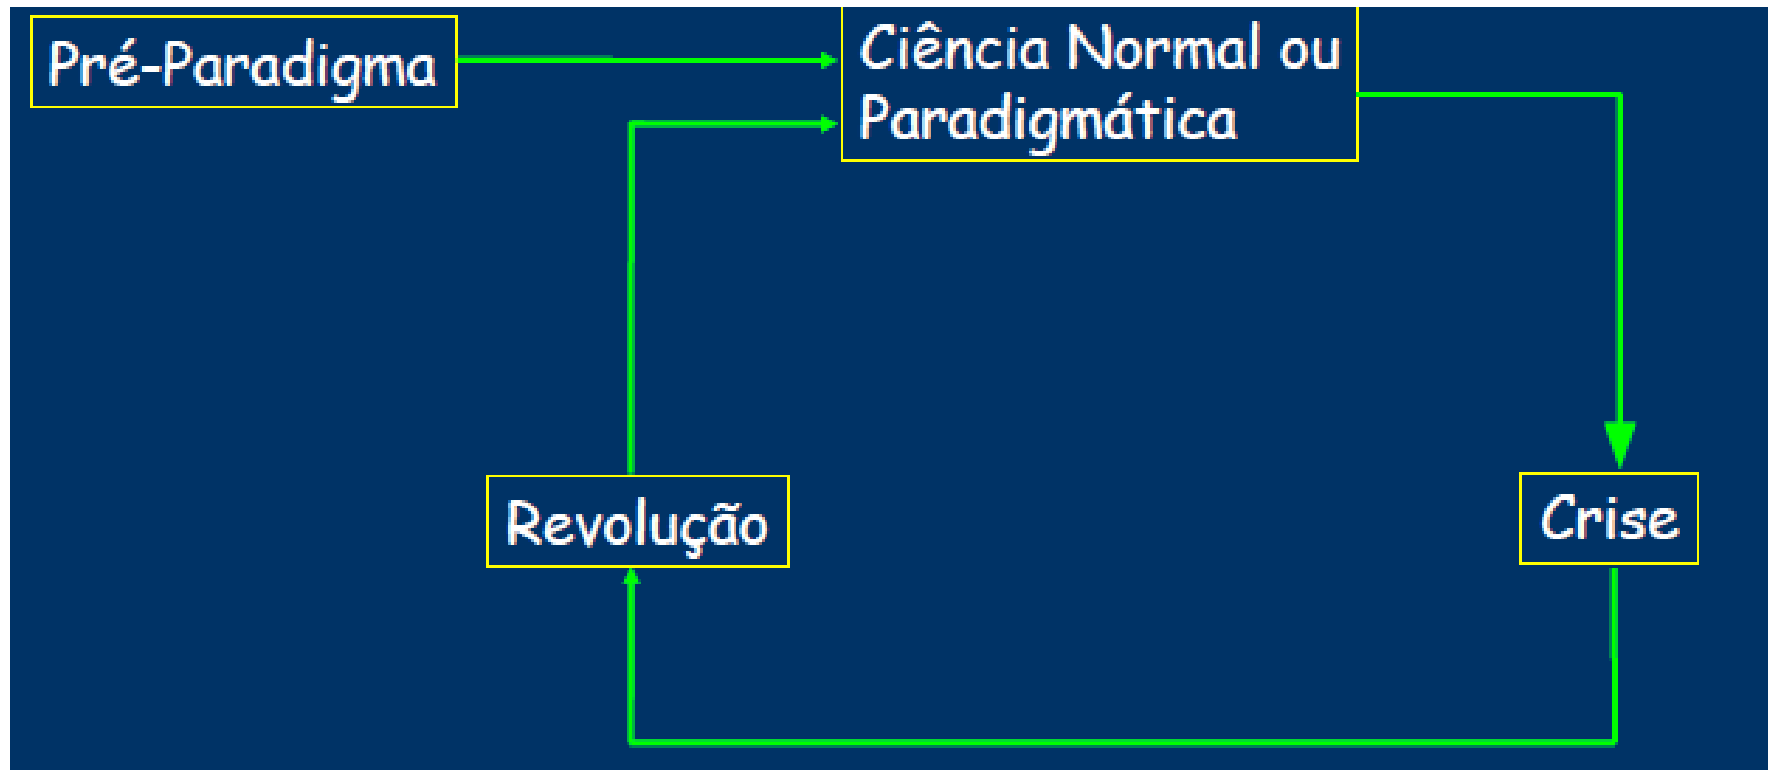 Pré-Paradigma
Ciência Normal ou
Paradigmática
Revolução
Crise